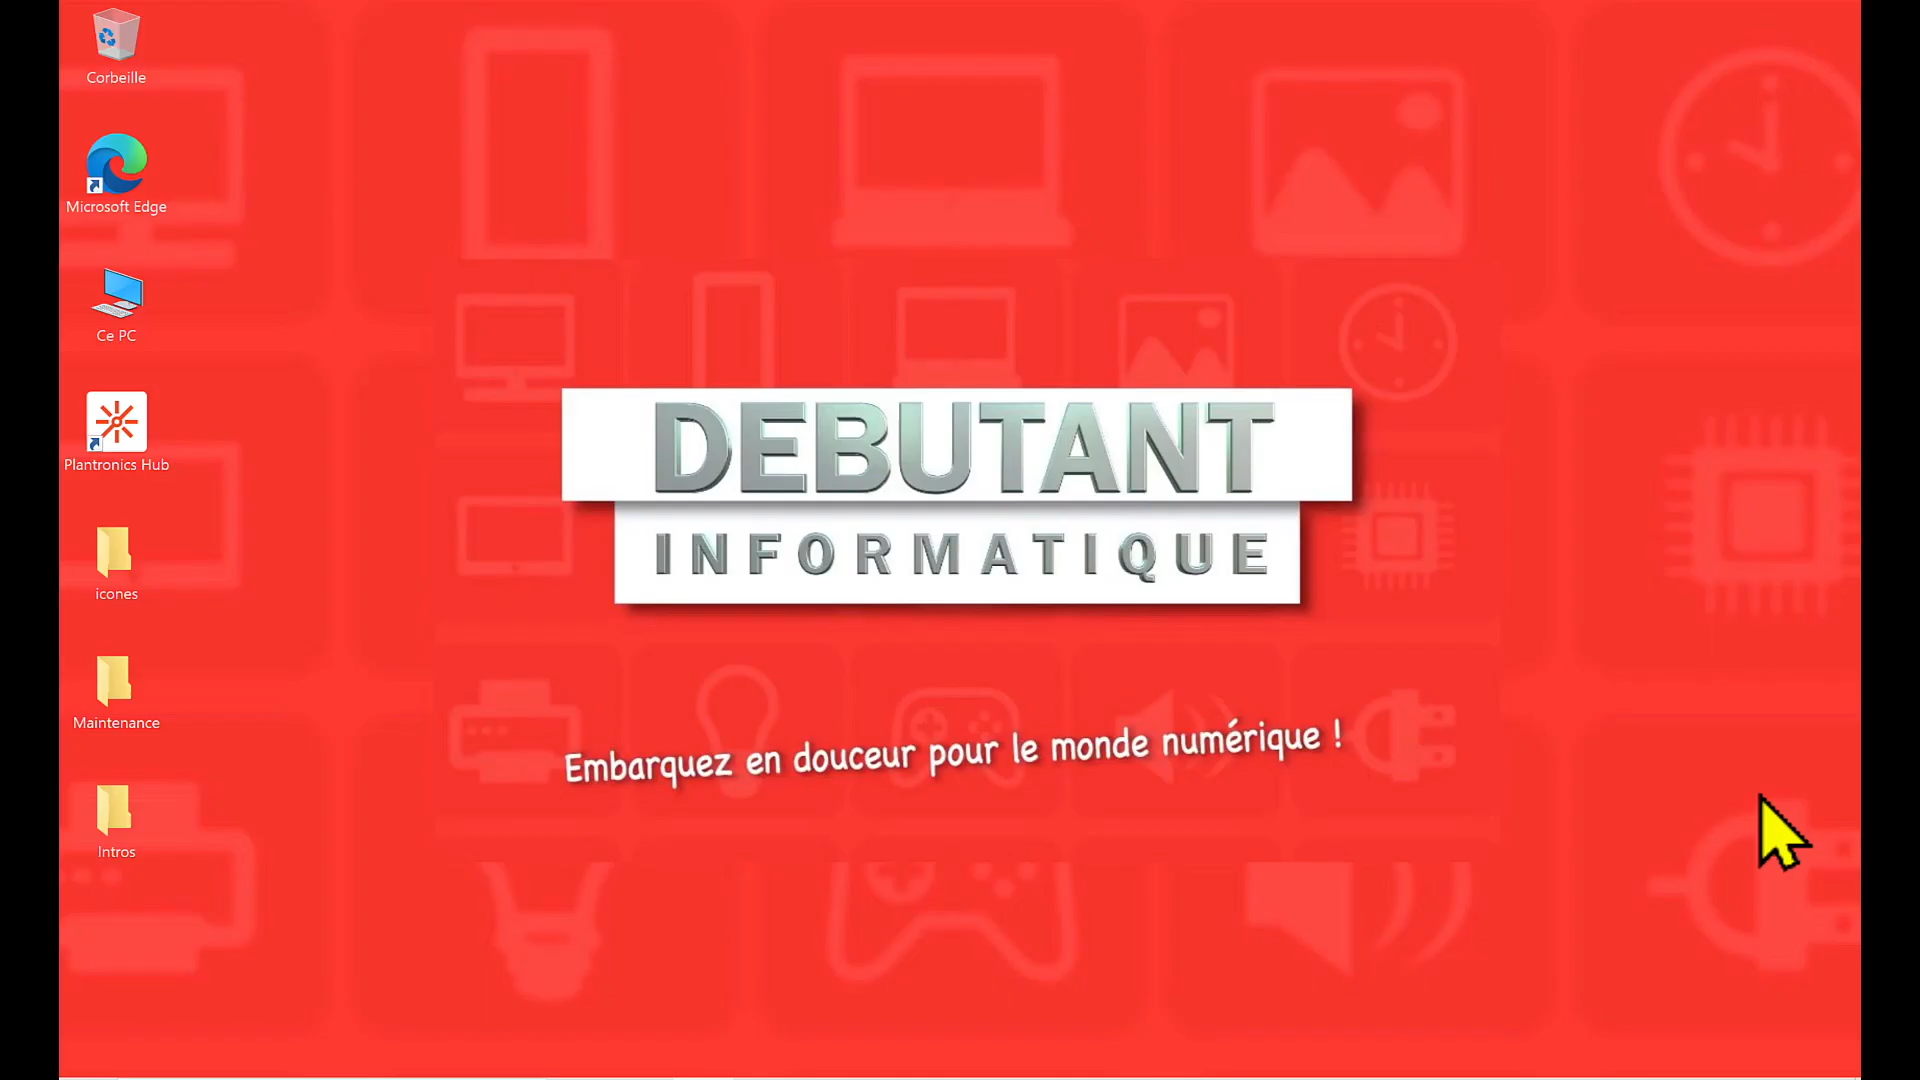 Corbeille
Microsoft Edge
Ce PC
Plantronics Hub
icones
Maintenance
Intros
DEBUTANT
INFORMATIQUE
Embarquez en douceur pour le monde numérique !